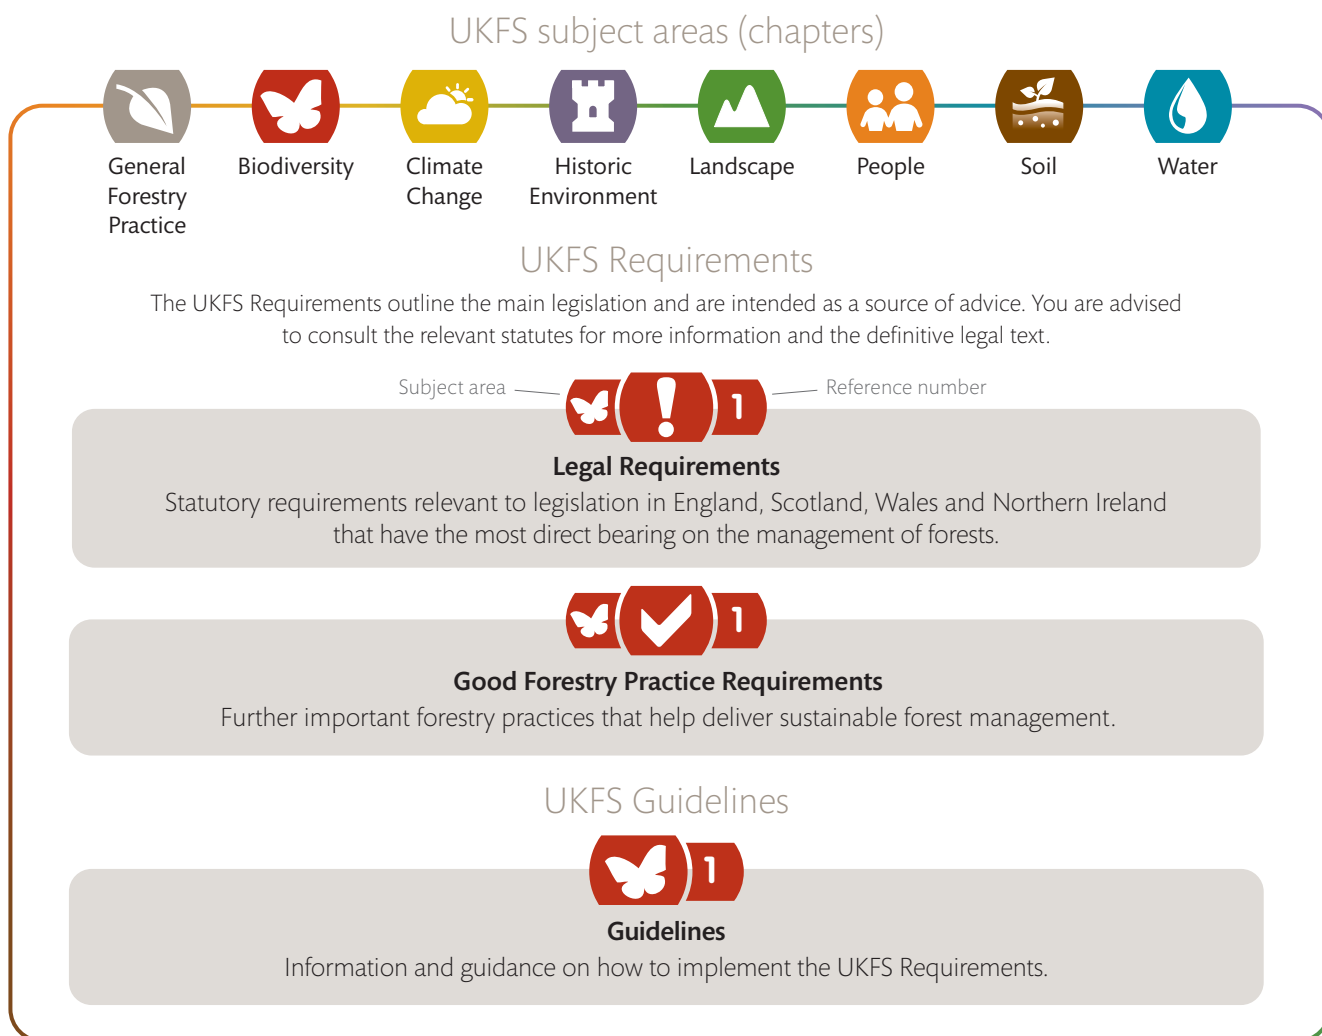 UKFS subject areas (chapters)
General
Forestry
Practice
Biodiversity
Climate
Change
Historic
Environment
Landscape
People
Soil
Water
UKFS Requirements
The UKFS Requirements outline the main legislation and are intended as a source of advice. You are advised
to consult the relevant statutes for more information and the definitive legal text.
Subject area
1
Reference number
Legal Requirements
Statutory requirements relevant to legislation in England, Scotland, Wales and Northern Ireland
that have the most direct bearing on the management of forests.
1
Good Forestry Practice Requirements
Further important forestry practices that help deliver sustainable forest management.
UKFS Guidelines
1
Guidelines
Information and guidance on how to implement the UKFS Requirements.